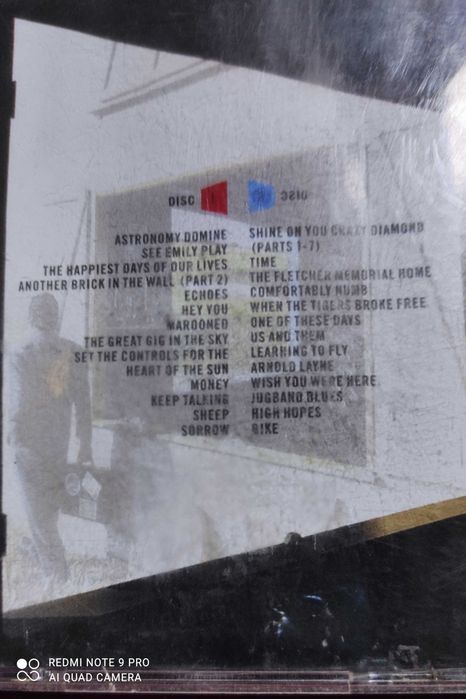 DISC
DISC
ASTRONOMY DOMINE
SEE EMILY PLAY
THE HAPPIEST DAYS OF OUR LIVES
ANOTHER BRICK IN THE WALL (PART 2)
ECHOES
HEY YOU
MAROONED
THE GREAT GIG IN THE SKY
SET THE CONTROLS FOR THE
HEART OF THE SUN
MONEY
KEEP TALKING
SHEEP
SORROW
SHINE ON YOU CRAZY DIAMOND
(PARTS 1-7)
TIME
THE FLETCHER MEMORIAL HOME
COMFORTABLY NUMB
WHEN THE TIGERS BROKE FREE
ONE OF THESE DAYS
US AND THEM
LEARNING TO FLY
ARNOLD LAYNE
WISH YOU WERE HERE
JUGBAND BLUES
HIGH HOPES
BIKE
REDMI NOTE 9 PRO
AI QUAD CAMERA